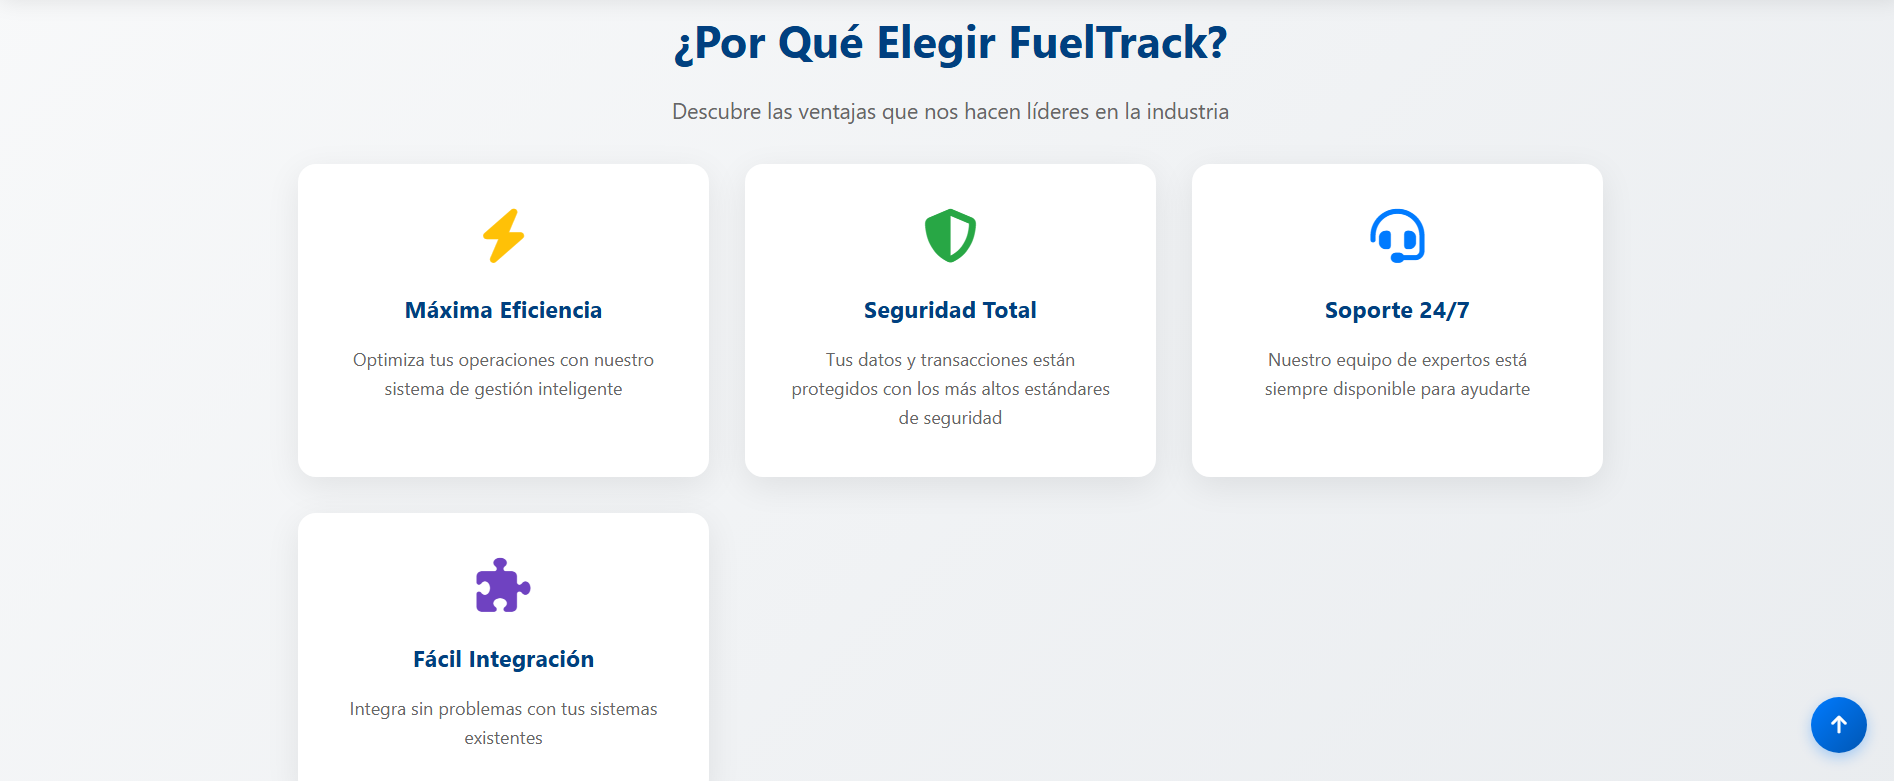 ¿Por Qué Elegir FuelTrack?
Descubre las ventajas que nos hacen líderes en la industria
Máxima Eficiencia
Optimiza tus operaciones con nuestro
sistema de gestión inteligente
Seguridad Total
Tus datos y transacciones están
protegidos con los más altos estándares
de seguridad
Soporte 24/7
Nuestro equipo de expertos está
siempre disponible para ayudarte
Fácil Integración
Integra sin problemas con tus sistemas
existentes